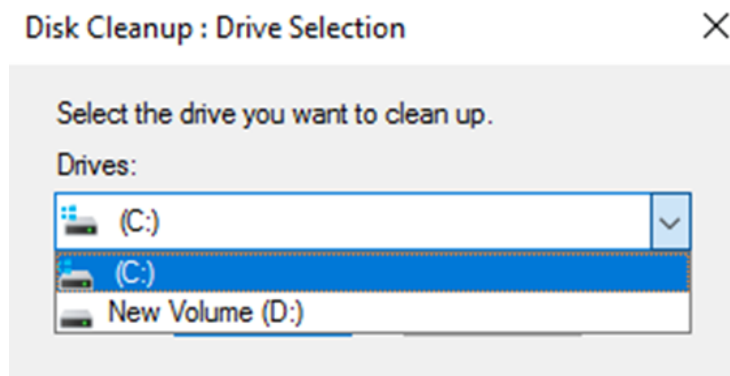 Disk Cleanup : Drive Selection
Select the drive you want to clean up.
Drives:
(C:)
(C:)
New Volume (D:)